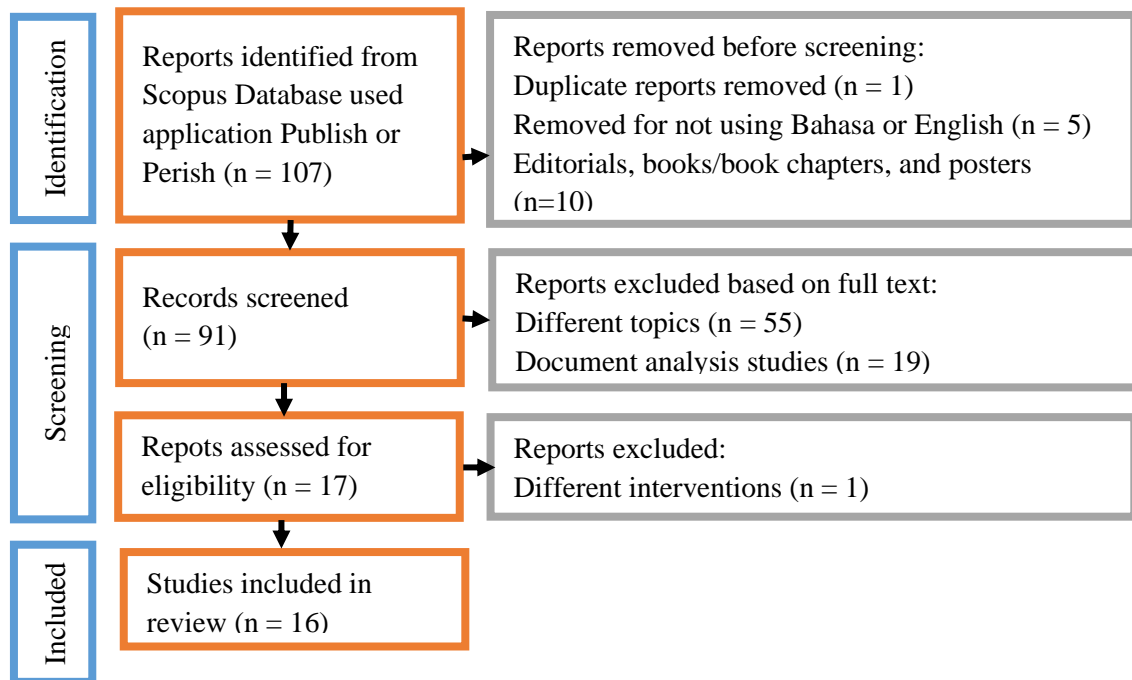 Identification
Reports identified from
Scopus Database used
application Publish or
Perish (n = 107)
Reports removed before screening:
Duplicate reports removed (n = 1)
Removed for not using Bahasa or English (n = 5)
Editorials, books/book chapters, and posters
(n=10)
Screening
Records screened
(n = 91)
Reports excluded based on full text:
Different topics (n = 55)
Document analysis studies (n = 19)
Repots assessed for
eligibility (n = 17)
Reports excluded:
Different interventions (n = 1)
Included
Studies included in
review (n = 16)